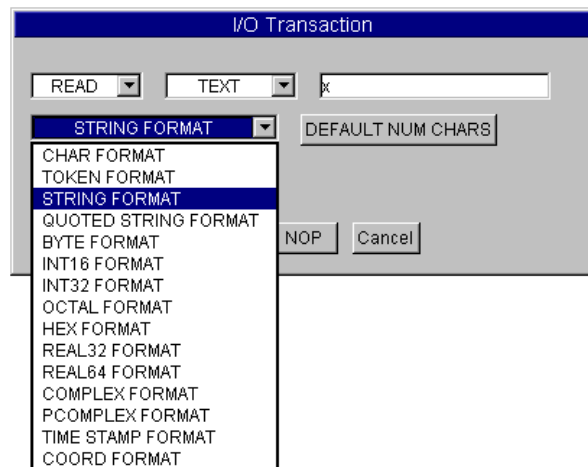 I/O Transaction
READ TEXT x
STRING FORMAT DEFAULT NUM CHARS
CHAR FORMAT
TOKEN FORMAT
STRING FORMAT
QUOTED STRING FORMAT
BYTE FORMAT NOP Cancel
INT16 FORMAT
INT32 FORMAT
OCTAL FORMAT
HEX FORMAT
REAL32 FORMAT
REAL64 FORMAT
COMPLEX FORMAT
PCOMPLEX FORMAT
TIME STAMP FORMAT
COORD FORMAT